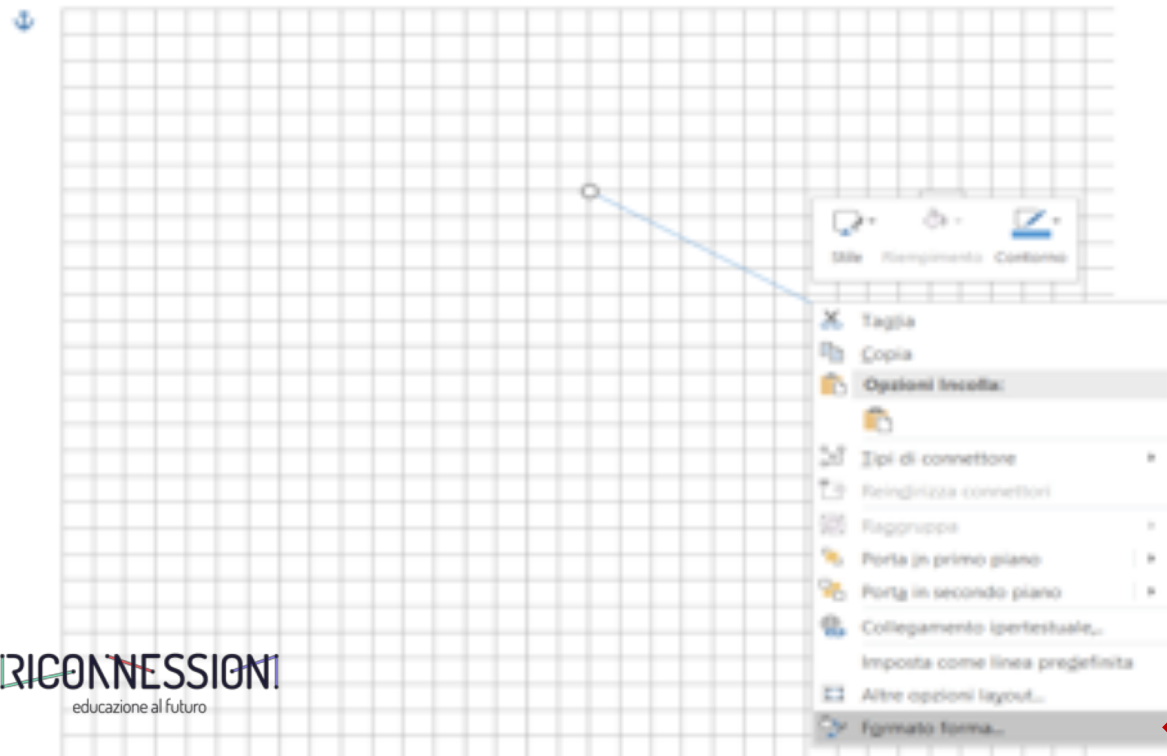 Stile Riempimento Contorno
Taglia
Copia
Opzioni Incolla:
Tipi di connettore
Reindirizza connettori
Raggruppa
Porta in primo piano
Porta in secondo piano
Collegamento ipertestuale...
Imposta come linea predefinita
Altre opzioni layout...
Formato forma...
RICONNESSIONI
educazione al futuro